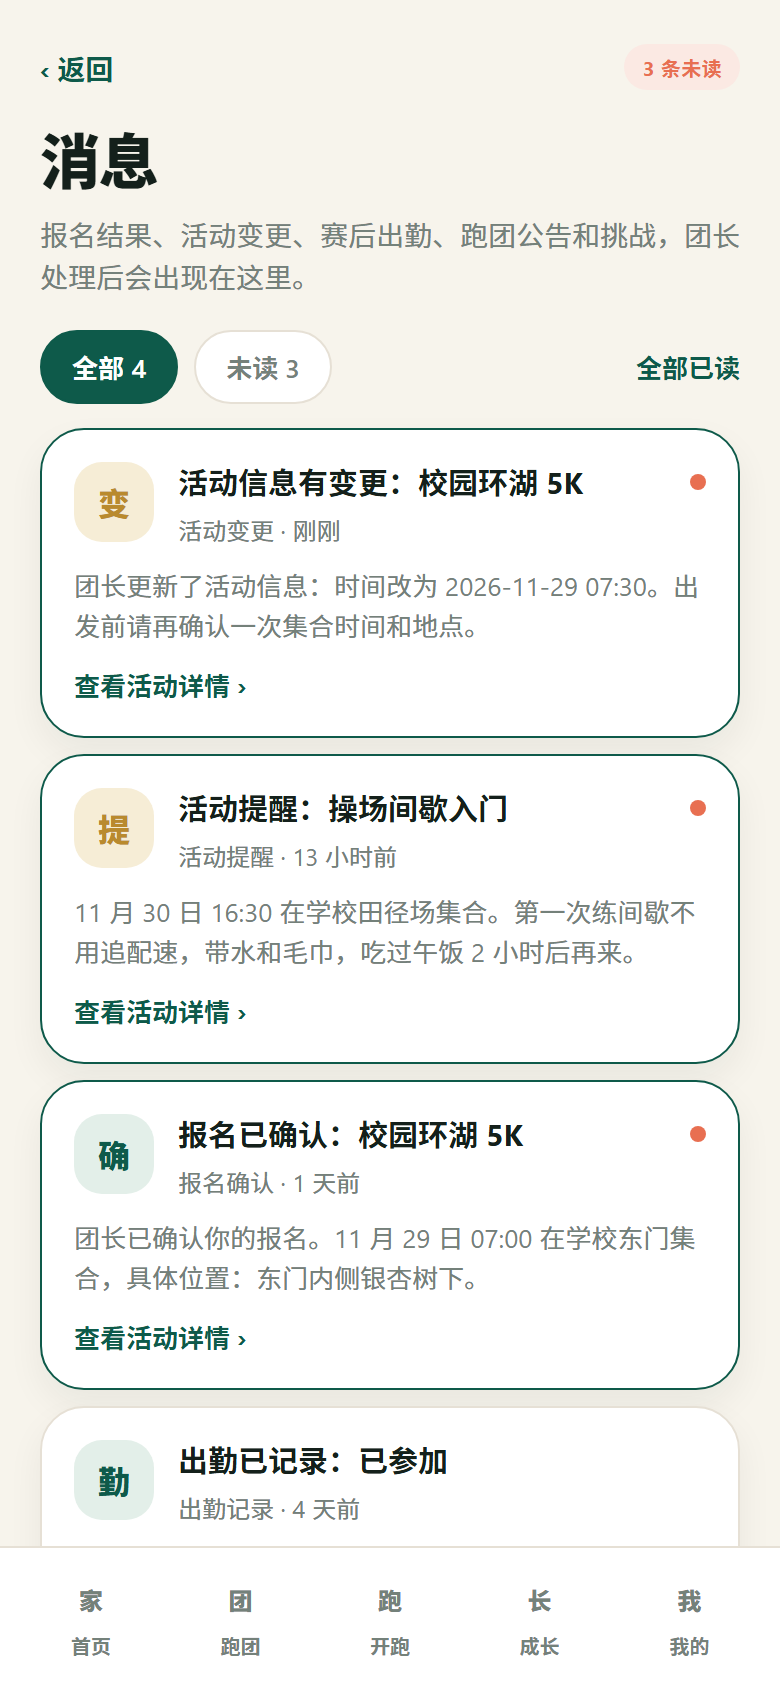 ‹ 返回
3 条未读
消息
报名结果、活动变更、赛后出勤、跑团公告和挑战，团长
处理后会出现在这里。
全部 4
未读 3
全部已读
变
活动信息有变更：校园环湖 5K
活动变更 · 刚刚
团长更新了活动信息：时间改为 2026-11-29 07:30。出
发前请再确认一次集合时间和地点。
查看活动详情 ›
提
活动提醒：操场间歇入门
活动提醒 · 13 小时前
11 月 30 日 16:30 在学校田径场集合。第一次练间歇不
用追配速，带水和毛巾，吃过午饭 2 小时后再来。
查看活动详情 ›
确
报名已确认：校园环湖 5K
报名确认 · 1 天前
团长已确认你的报名。11 月 29 日 07:00 在学校东门集
合，具体位置：东门内侧银杏树下。
查看活动详情 ›
勤
出勤已记录：已参加
出勤记录 · 4 天前
家
团
跑
长
我
首页
跑团
开跑
成长
我的